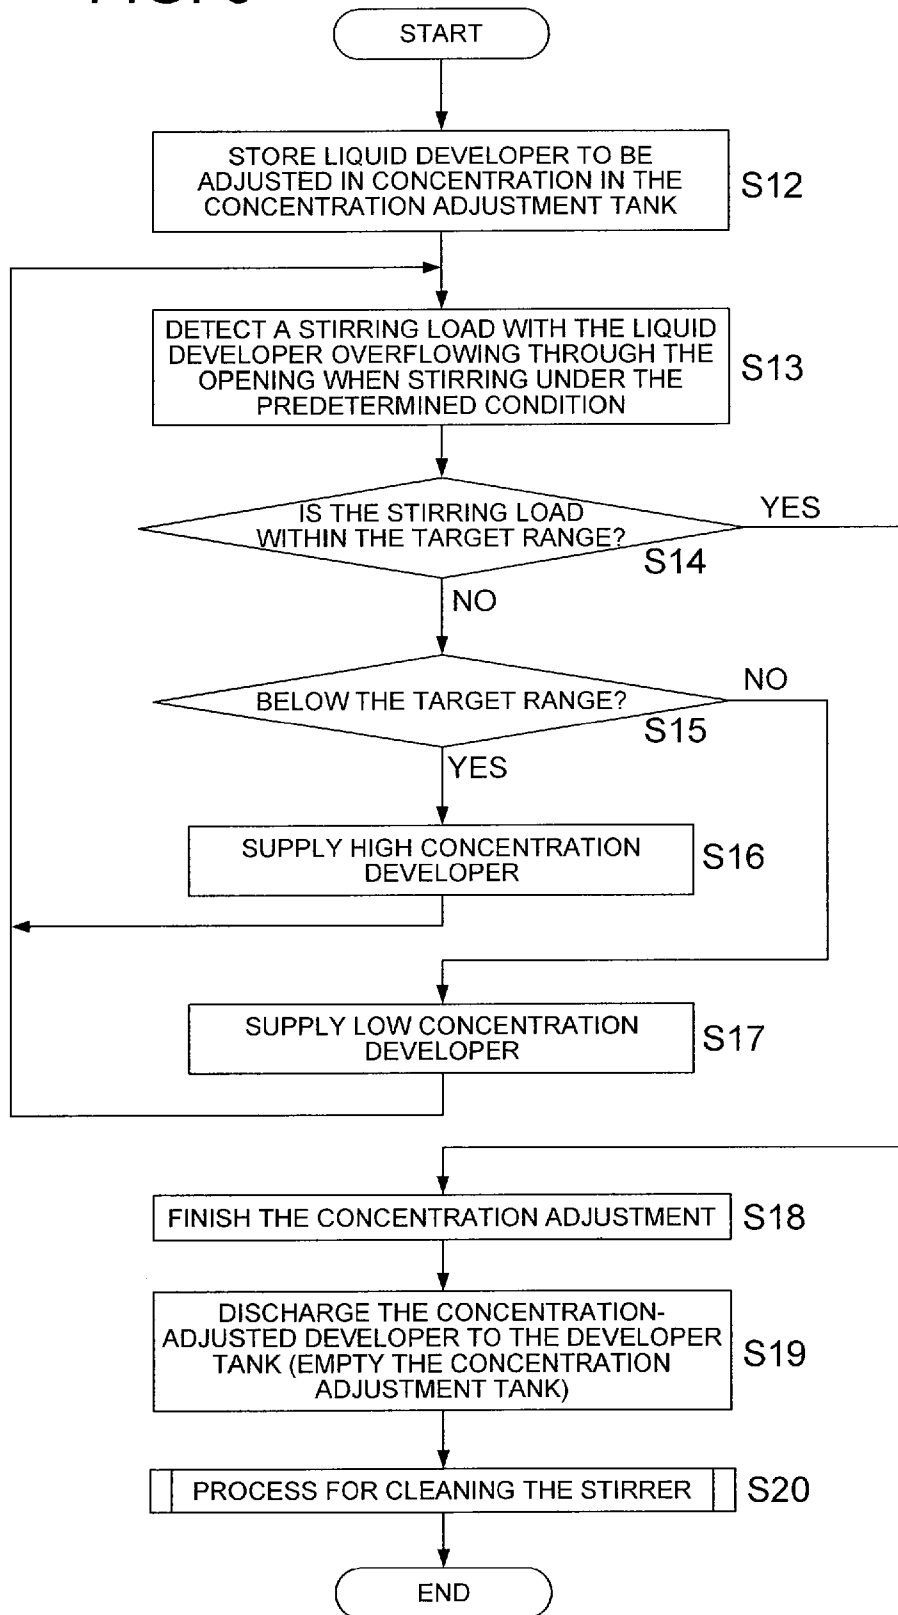 START
STORE LIQUID DEVELOPER TO BE
ADJUSTED IN CONCENTRATION IN THE
CONCENTRATION ADJUSTMENT TANK
S12
DETECT A STIRRING LOAD WITH THE LIQUID
DEVELOPER OVERFLOWING THROUGH THE
OPENING WHEN STIRRING UNDER THE
PREDETERMINED CONDITION
S13
IS THE STIRRING LOAD
WITHIN THE TARGET RANGE?
S14
YES
NO
BELOW THE TARGET RANGE?
S15
NO
YES
SUPPLY HIGH CONCENTRATION
DEVELOPER
S16
SUPPLY LOW CONCENTRATION
DEVELOPER
S17
FINISH THE CONCENTRATION ADJUSTMENT
S18
DISCHARGE THE CONCENTRATION-
ADJUSTED DEVELOPER TO THE DEVELOPER
TANK (EMPTY THE CONCENTRATION
ADJUSTMENT TANK)
S19
PROCESS FOR CLEANING THE STIRRER
S20
END